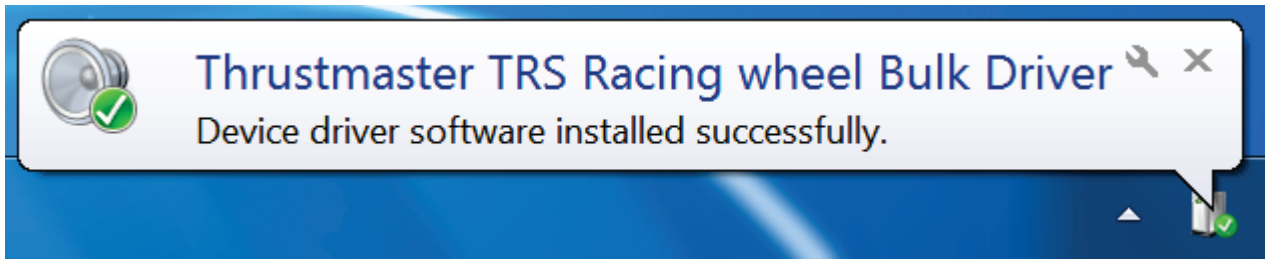 Thrustmaster TRS Racing wheel Bulk Driver
Device driver software installed successfully.